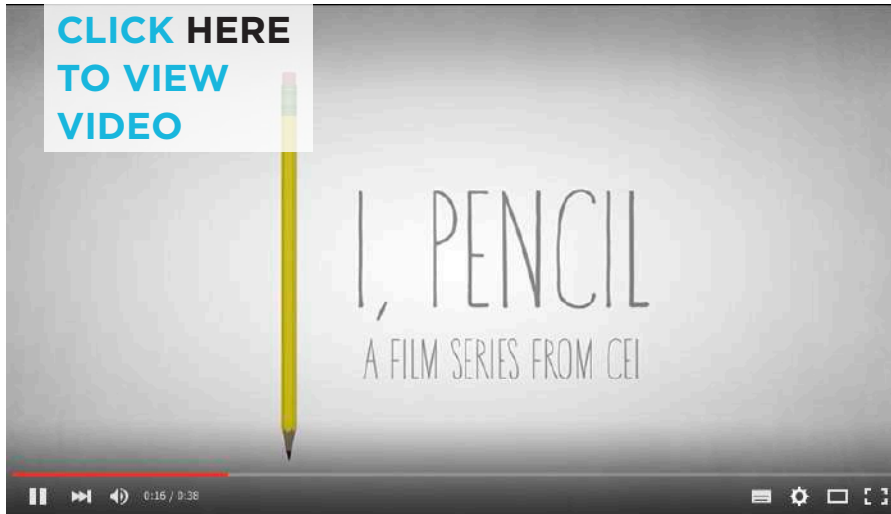 CLICK HERE
TO VIEW
VIDEO
I, PENCIL
A FILM SERIES FROM CEI
0:16 / 0:38